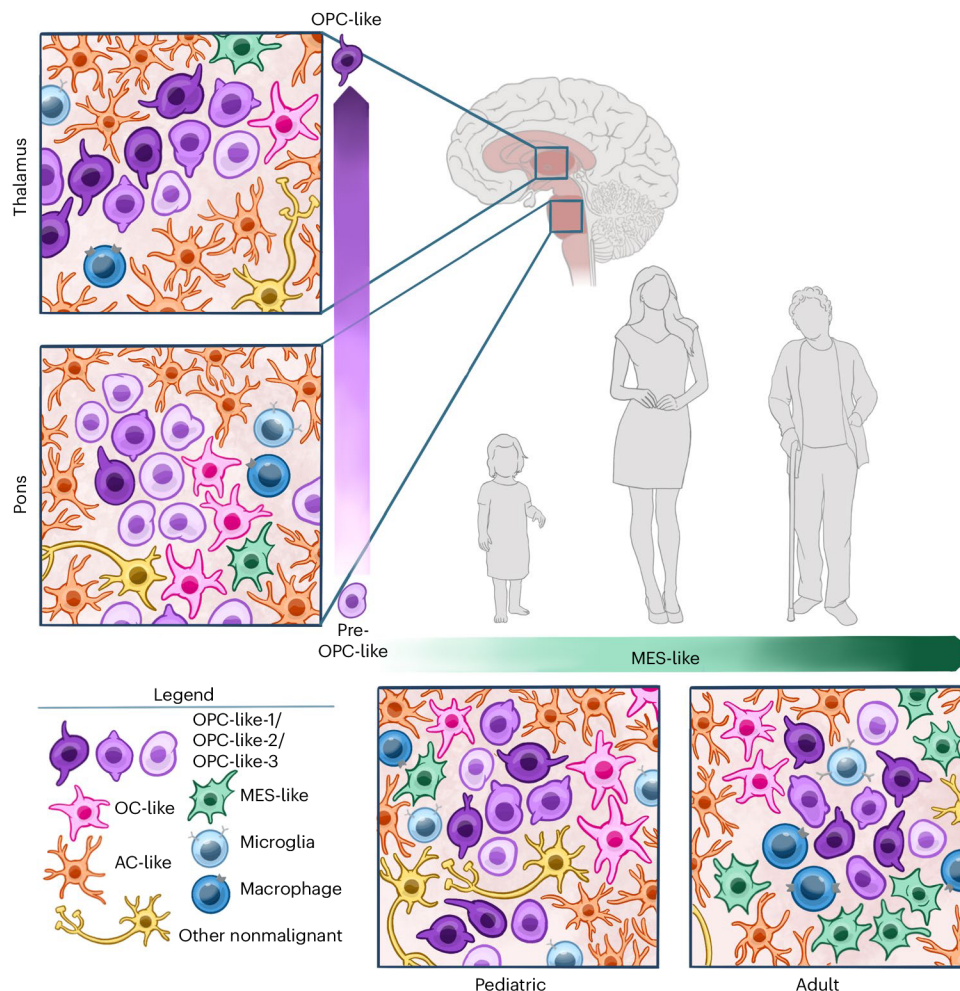 OPC-like
Thalamus
Pons
Pre-
OPC-like
MES-like
Legend
OPC-like-1/
OPC-like-2/
OPC-like-3
OC-like
MES-like
Microglia
AC-like
Macrophage
Other nonmalignant
Pediatric
Adult